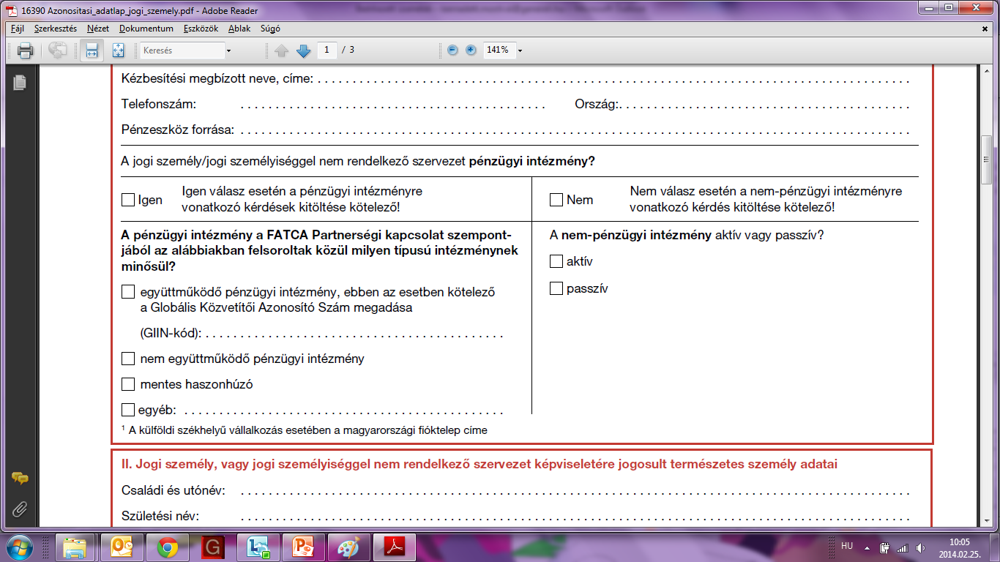 16390 Azonositasi_adatlap_jogi_szemely.pdf - Adobe Reader
Fájl Szerkesztés Nézet Dokumentum Eszközök Ablak Súgó
Keresés 1 / 3 141%
Kézbesítési megbízott neve, címe:
Telefonszám: Ország:
Pénzeszköz forrása:
A jogi személy/jogi személyiséggel nem rendelkező szervezet pénzügyi intézmény?
Igen
Igen válasz esetén a pénzügyi intézményre
vonatkozó kérdések kitöltése kötelező!
Nem
Nem válasz esetén a nem-pénzügyi intézményre
vonatkozó kérdés kitöltése kötelező!
A pénzügyi intézmény a FATCA Partnerségi kapcsolat szempont-
jából az alábbiakban felsoroltak közül milyen típusú intézménynek
minősül?
együttműködő pénzügyi intézmény, ebben az esetben kötelező
a Globális Közvetítői Azonosító Szám megadása
(GIIN-kód):
nem együttműködő pénzügyi intézmény
mentes haszonhúzó
egyéb:
A nem-pénzügyi intézmény aktív vagy passzív?
aktív
passzív
1 A külföldi székhelyű vállalkozás esetében a magyarországi fióktelep címe
II. Jogi személy, vagy jogi személyiséggel nem rendelkező szervezet képviseletére jogosult természetes személy adatai
Családi és utónév:
Születési név:
HU
10:05
2014.02.25.